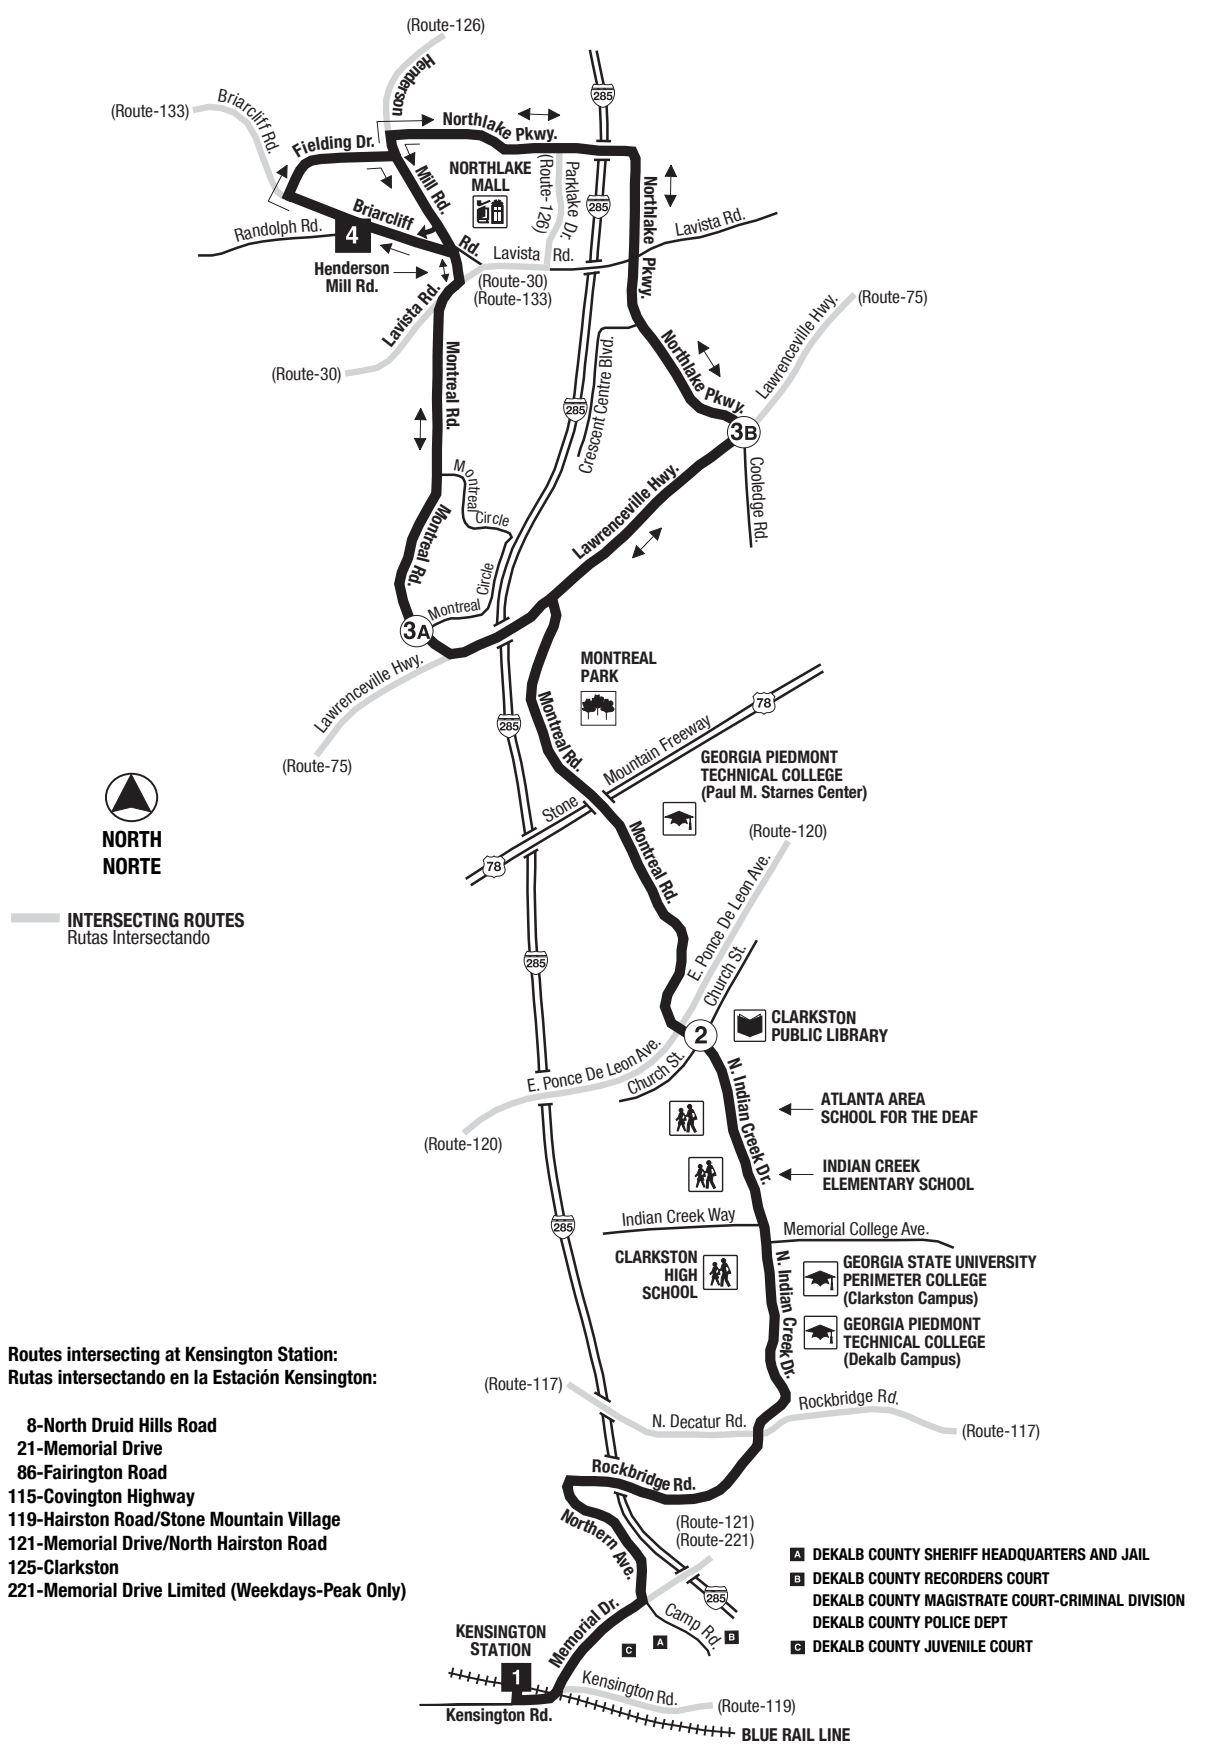 (Route-126)
Henderson
285
(Route-133)
Briarcliff Rd.
Fielding Dr.
Northlake Pkwy.
Mill Rd.
NORTHLAKE
MALL
(Route-126)
Parklake Dr.
285
Northlake Pkwy.
Lavista Rd.
Randolph Rd.
Briarcliff
Rd.
4
Lavista Rd.
Henderson
Mill Rd.
(Route-30)
(Route-133)
Lavista Rd.
(Route-30)
Montreal Rd.
Crescent Centre Blvd.
285
Northlake Pkwy.
Lawrenceville Hwy.
(Route-75)
3B
Cooledge Rd.
Lawrenceville Hwy.
Montreal
Circle
Montreal Rd.
Montreal Circle
3A
Lawrenceville Hwy.
(Route-75)
MONTREAL
PARK
285
Montreal Rd.
Stone
Mountain Freeway
78
78
GEORGIA PIEDMONT
TECHNICAL COLLEGE
(Paul M. Starnes Center)
NORTH
NORTE
INTERSECTING ROUTES
Rutas Intersectando
Montreal Rd.
(Route-120)
E. Ponce De Leon Ave.
Church St.
285
2
CLARKSTON
PUBLIC LIBRARY
E. Ponce De Leon Ave.
Church St.
(Route-120)
N. Indian Creek Dr.
ATLANTA AREA
SCHOOL FOR THE DEAF
INDIAN CREEK
ELEMENTARY SCHOOL
285
Indian Creek Way
Memorial College Ave.
CLARKSTON
HIGH
SCHOOL
N. Indian Creek Dr.
GEORGIA STATE UNIVERSITY
PERIMETER COLLEGE
(Clarkston Campus)
GEORGIA PIEDMONT
TECHNICAL COLLEGE
(Dekalb Campus)
(Route-117)
N. Decatur Rd.
Rockbridge Rd.
(Route-117)
Rockbridge Rd.
Northern Ave.
(Route-121)
(Route-221)
285
Memorial Dr.
Camp Rd.
C
A
B
KENSINGTON
STATION
1
Kensington Rd.
Kensington Rd.
(Route-119)
BLUE RAIL LINE
Routes intersecting at Kensington Station:
Rutas intersectando en la Estación Kensington:
8-North Druid Hills Road
21-Memorial Drive
86-Fairington Road
115-Covington Highway
119-Hairston Road/Stone Mountain Village
121-Memorial Drive/North Hairston Road
125-Clarkston
221-Memorial Drive Limited (Weekdays-Peak Only)
A DEKALB COUNTY SHERIFF HEADQUARTERS AND JAIL
B DEKALB COUNTY RECORDERS COURT
DEKALB COUNTY MAGISTRATE COURT-CRIMINAL DIVISION
DEKALB COUNTY POLICE DEPT
C DEKALB COUNTY JUVENILE COURT